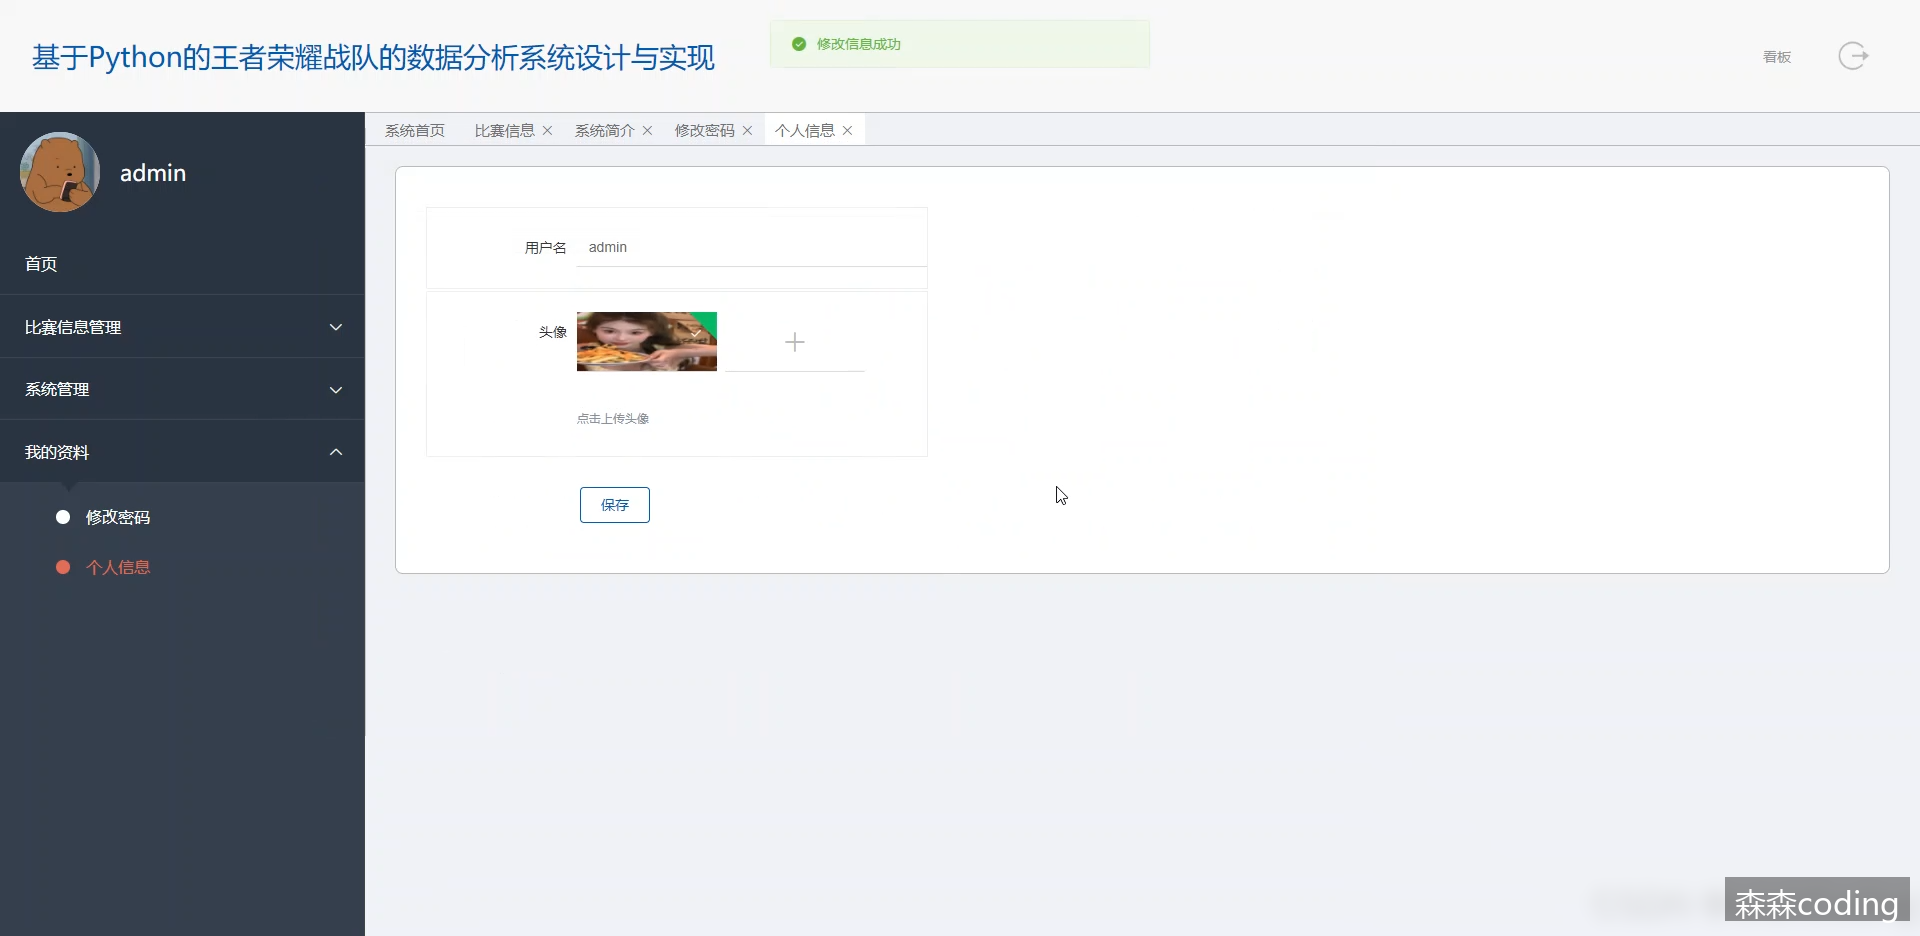 基于Python的王者荣耀战队的数据分析系统设计与实现
修改信息成功
看板
admin
系统首页
比赛信息
系统简介
修改密码
个人信息
首页
比赛信息管理
系统管理
我的资料
修改密码
个人信息
用户名
admin
头像
点击上传头像
保存
森森coding